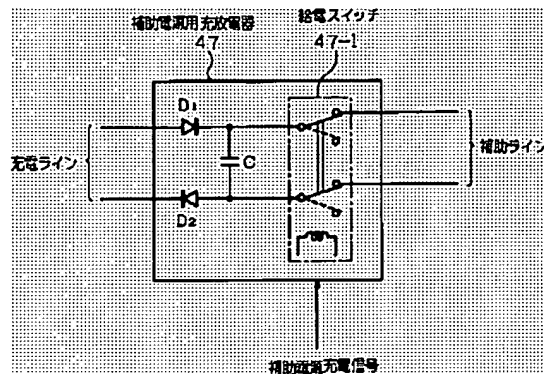 補助電源用充放電器
47
給電スイッチ
47-1
D1
充電ライン
C
補助ライン
D2
補助電源充電信号